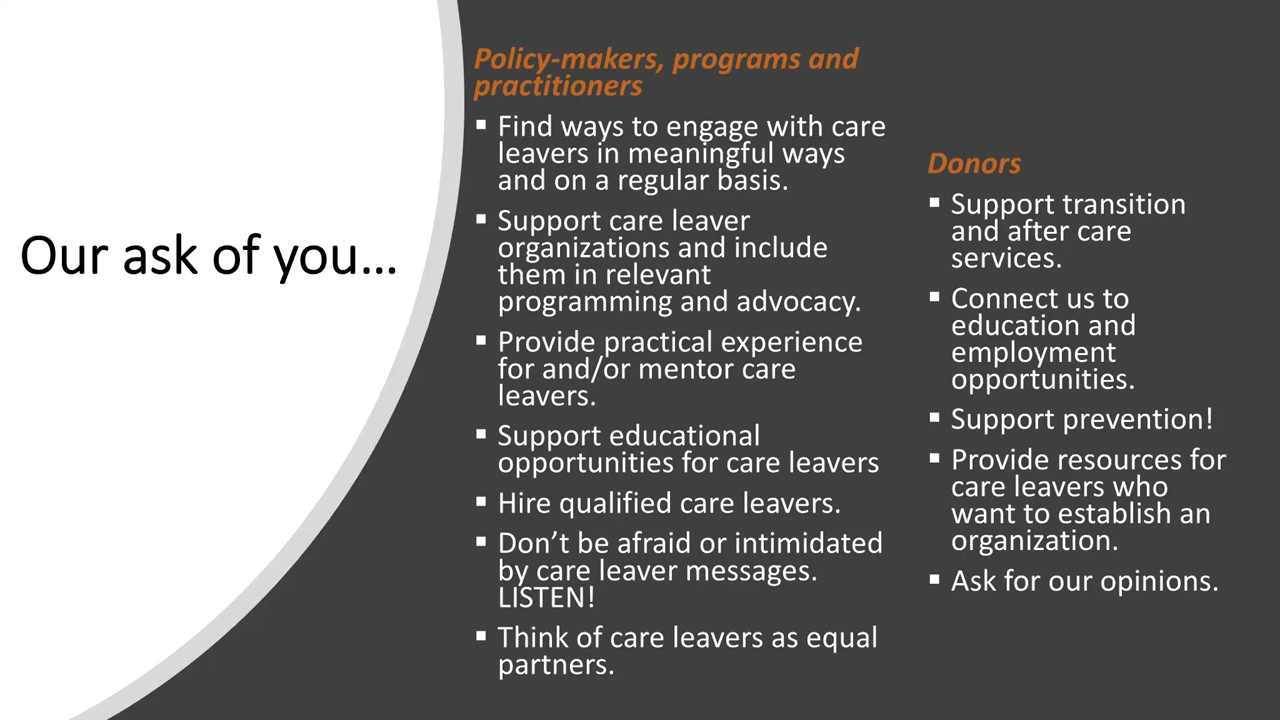 Our ask of you...
Policy-makers, programs and
practitioners
▪ Find ways to engage with care
leavers in meaningful ways
and on a regular basis.
▪ Support care leaver
organizations and include
them in relevant
programming and advocacy.
▪ Provide practical experience
for and/or mentor care
leavers.
▪ Support educational
opportunities for care leavers
▪ Hire qualified care leavers.
▪ Don’t be afraid or intimidated
by care leaver messages.
LISTEN!
▪ Think of care leavers as equal
partners.
Donors
▪ Support transition
and after care
services.
▪ Connect us to
education and
employment
opportunities.
▪ Support prevention!
▪ Provide resources for
care leavers who
want to establish an
organization.
▪ Ask for our opinions.